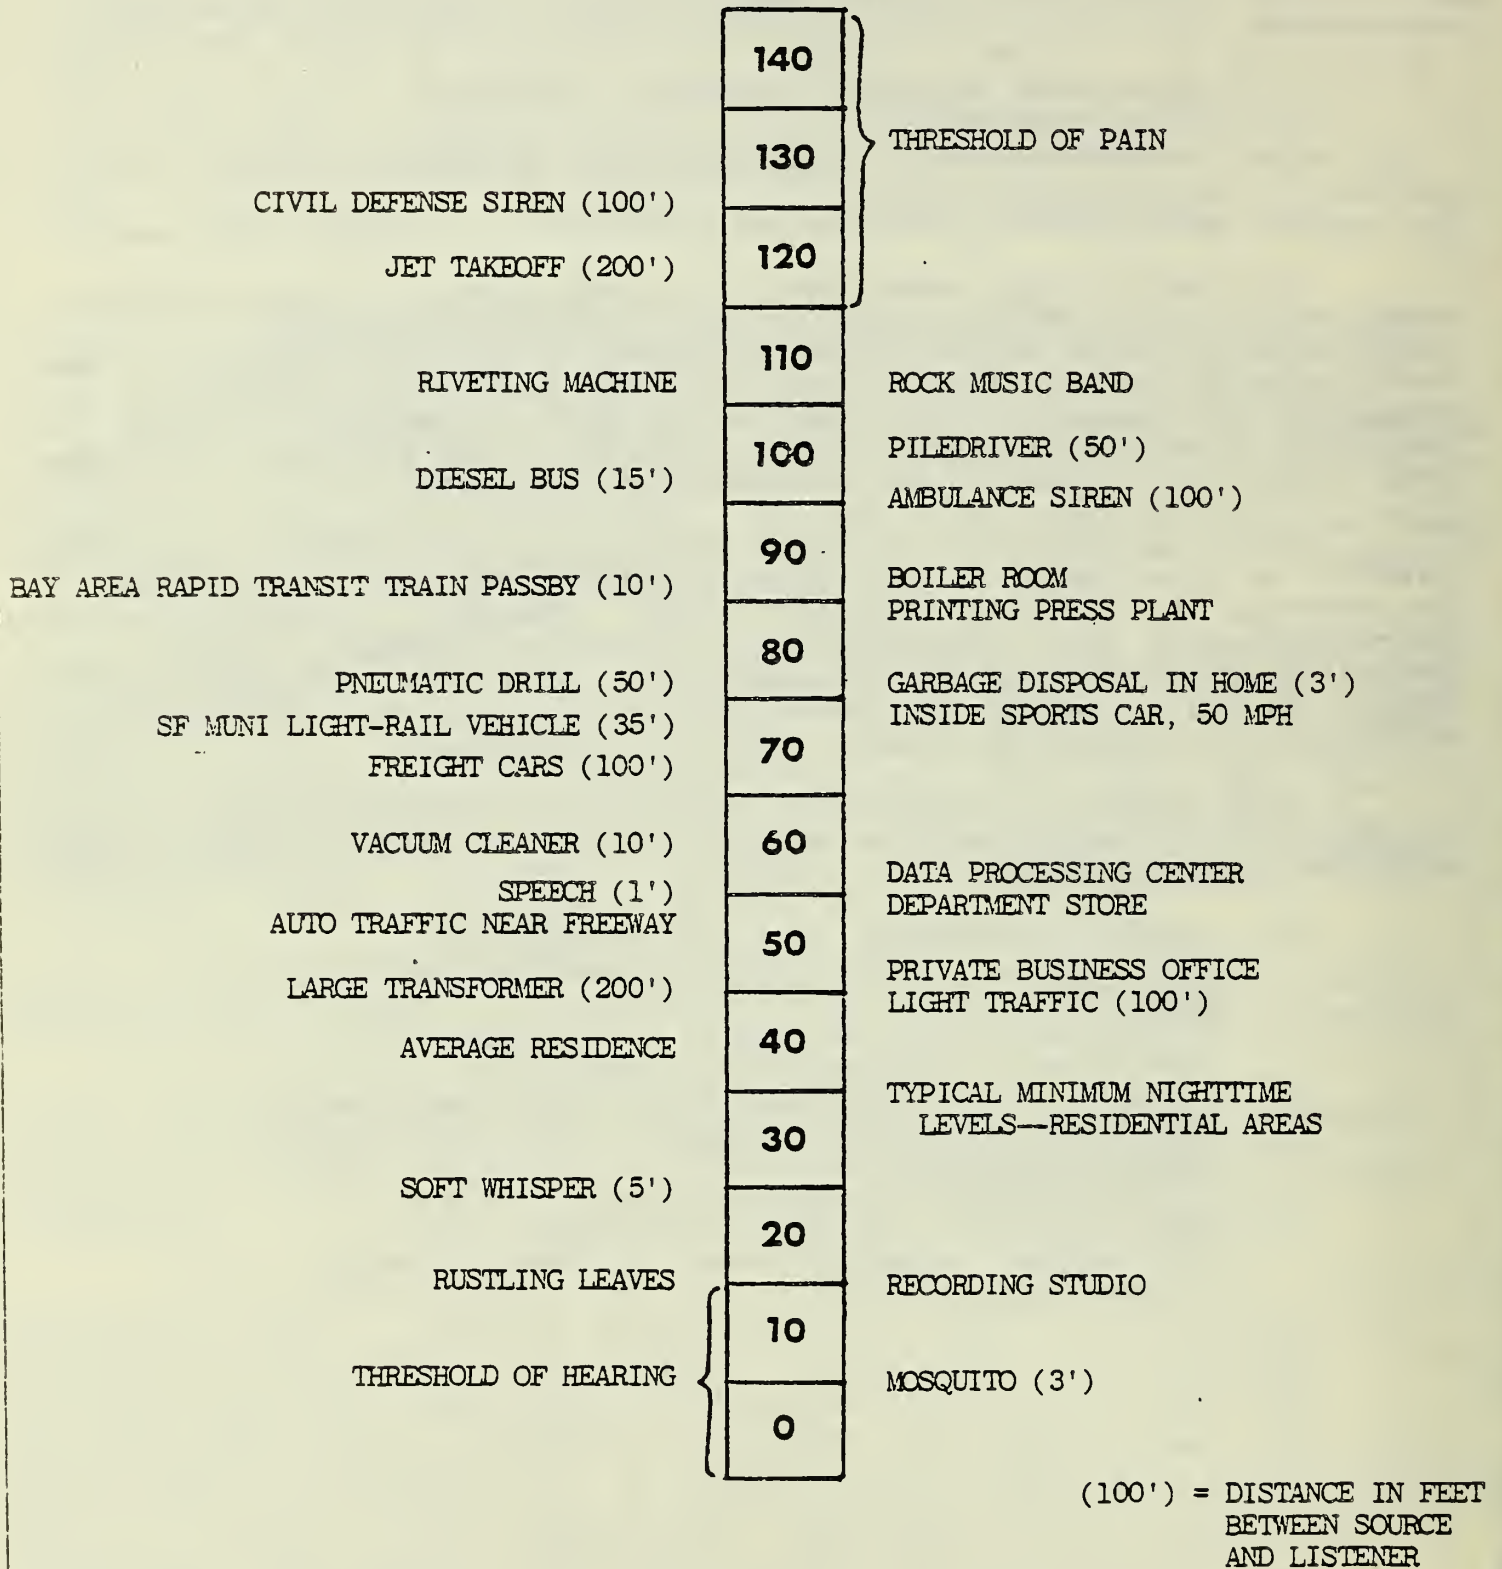 140
THRESHOLD OF PAIN
130
CIVIL DEFENSE SIREN (100')
120
JET TAKEOFF (200')
110
RIVETING MACHINE
ROCK MUSIC BAND
100
PILEDRIVER (50')
DIESEL BUS (15')
AMBULANCE SIREN (100')
90
BAY AREA RAPID TRANSIT TRAIN PASSBY (10')
BOILER ROOM
PRINTING PRESS PLANT
80
PNEUMATIC DRILL (50')
GARBAGE DISPOSAL IN HOME (3')
SF MUNI LIGHT-RAIL VEHICLE (35')
INSIDE SPORTS CAR, 50 MPH
70
FREIGHT CARS (100')
VACUUM CLEANER (10')
60
DATA PROCESSING CENTER
SPEECH (1')
DEPARTMENT STORE
AUTO TRAFFIC NEAR FREEWAY
50
PRIVATE BUSINESS OFFICE
LARGE TRANSFORMER (200')
LIGHT TRAFFIC (100')
AVERAGE RESIDENCE
40
TYPICAL MINIMUM NIGHTTIME
LEVELS—RESIDENTIAL AREAS
30
SOFT WHISPER (5')
20
RUSTLING LEAVES
RECORDING STUDIO
10
THRESHOLD OF HEARING
MOSQUITO (3')
0
(100') = DISTANCE IN FEET
BETWEEN SOURCE
AND LISTENER